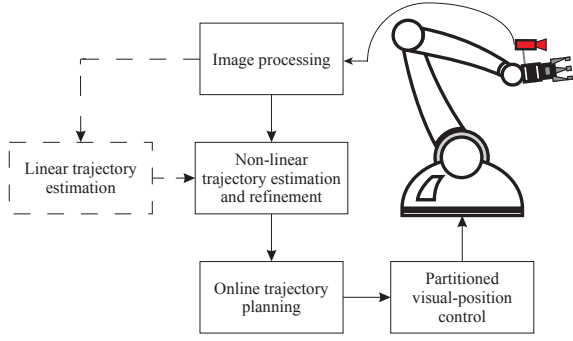 Image processing
Linear trajectory
estimation
Non-linear
trajectory estimation
and refinement
Online trajectory
planning
Partitioned
visual-position
control